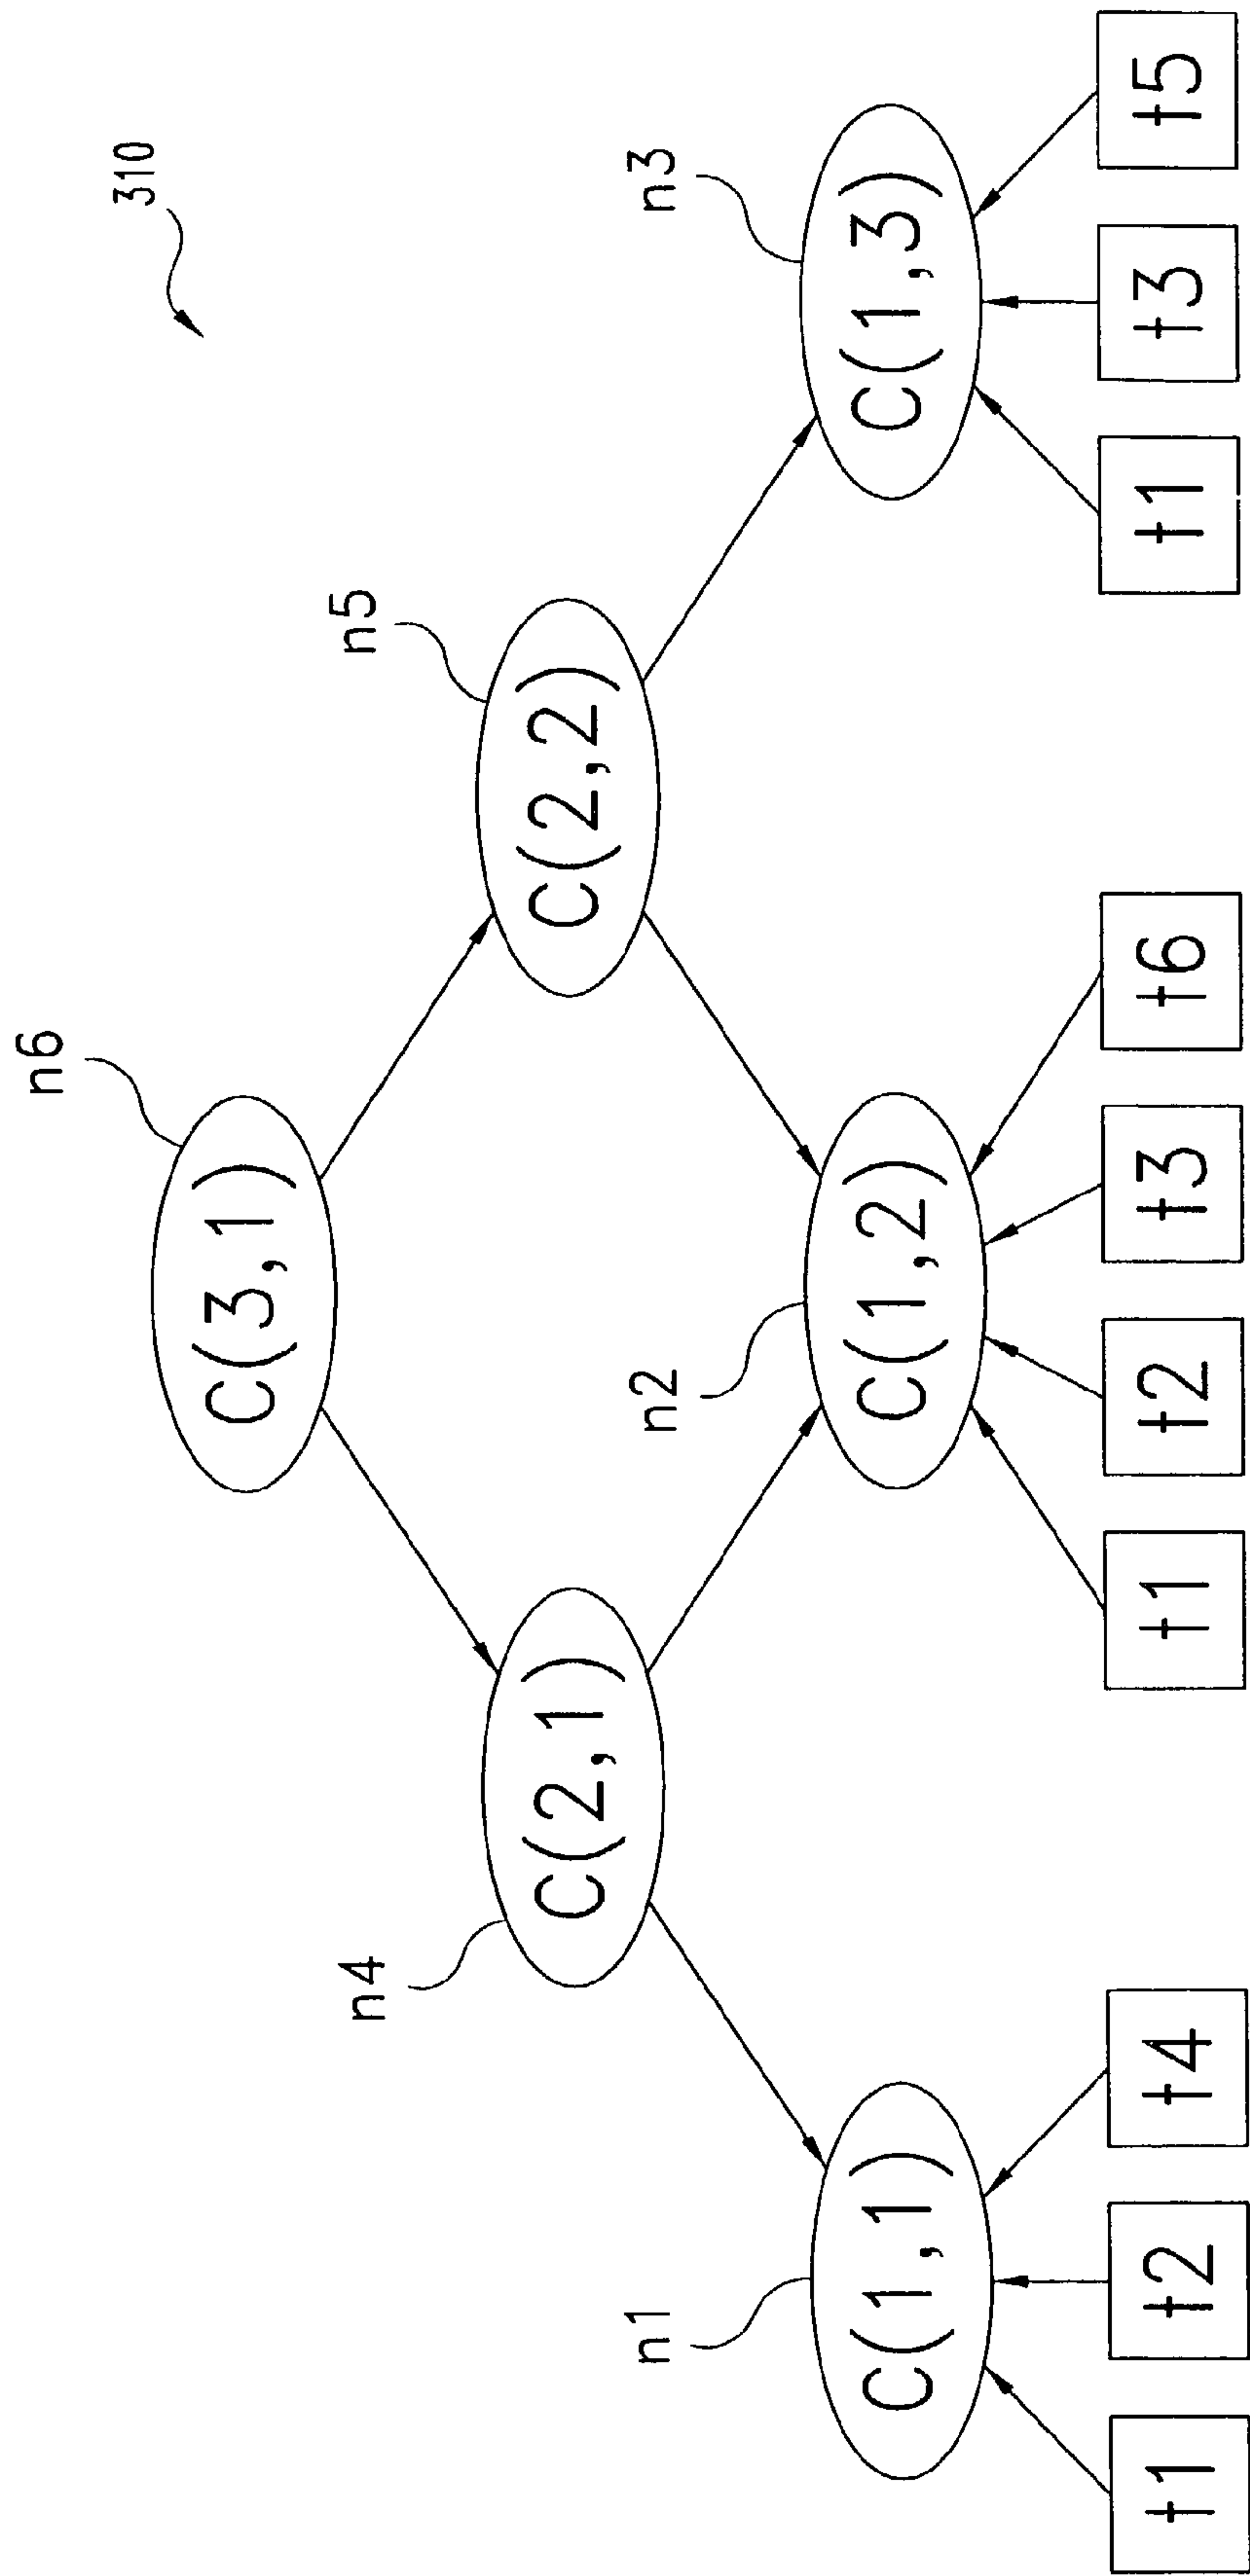 310
n6
C(3,1)
n4
n5
C(2,1)
C(2,2)
n1
n2
n3
C(1,1)
C(1,2)
C(1,3)
t1
t2
t4
t1
t2
t3
t6
t1
t3
t5